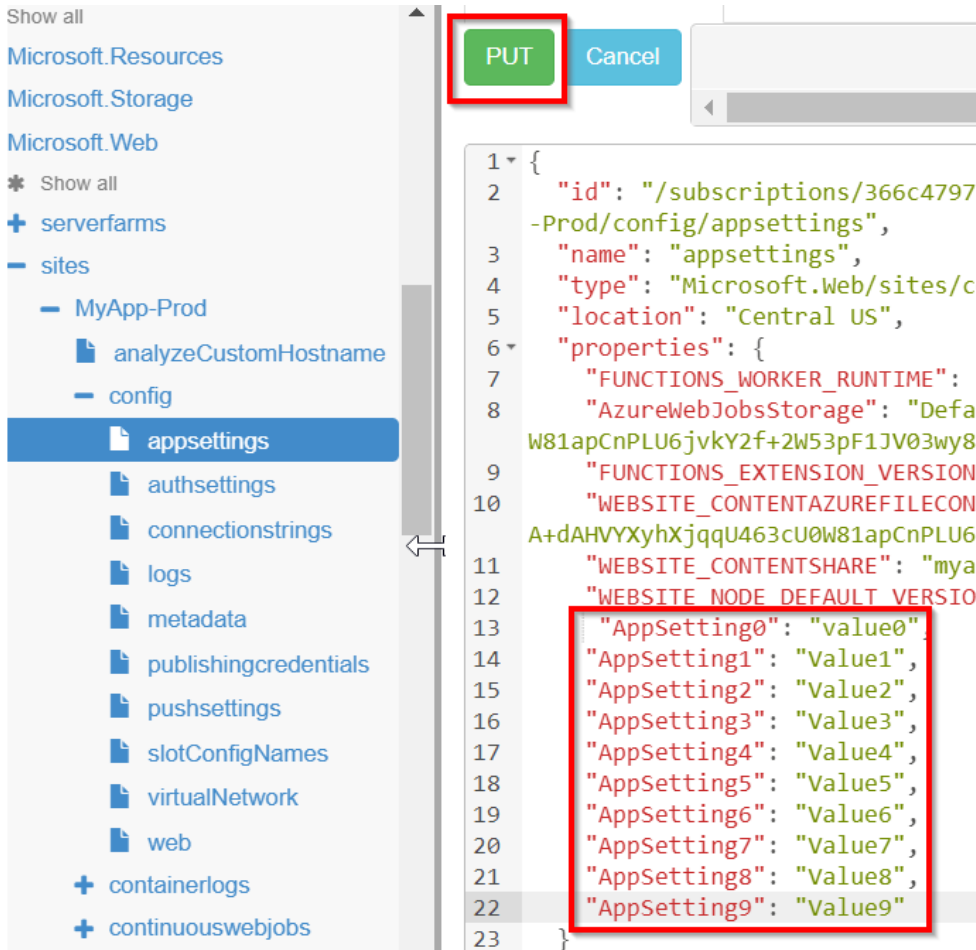 Show all
Microsoft.Resources
Microsoft.Storage
Microsoft.Web
Show all
serverfarms
sites
MyApp-Prod
analyzeCustomHostname
config
appsettings
authsettings
connectionstrings
logs
metadata
publishingcredentials
pushsettings
slotConfigNames
virtualNetwork
web
containerlogs
continuouswebjobs
PUT Cancel
1 {
2 "id": "/subscriptions/366c4797
-Prod/config/appsettings",
3 "name": "appsettings",
4 "type": "Microsoft.Web/sites/c
5 "location": "Central US",
6 "properties": {
7 "FUNCTIONS_WORKER_RUNTIME":
8 "AzureWebJobsStorage": "Defa
W81apCnPLU6jvkY2f+2W53pF1JV03wy8
9 "FUNCTIONS_EXTENSION_VERSION
10 "WEBSITE_CONTENTAZUREFILECON
A+dAHVYXyhXjqqU463cU0W81apCnPLU6
11 "WEBSITE_CONTENTSHARE": "mya
12 "WEBSITE_NODE_DEFAULT_VERSIO
13 "AppSetting0": "value0",
14 "AppSetting1": "Value1",
15 "AppSetting2": "Value2",
16 "AppSetting3": "Value3",
17 "AppSetting4": "Value4",
18 "AppSetting5": "Value5",
19 "AppSetting6": "Value6",
20 "AppSetting7": "Value7",
21 "AppSetting8": "Value8",
22 "AppSetting9": "Value9"
23 }